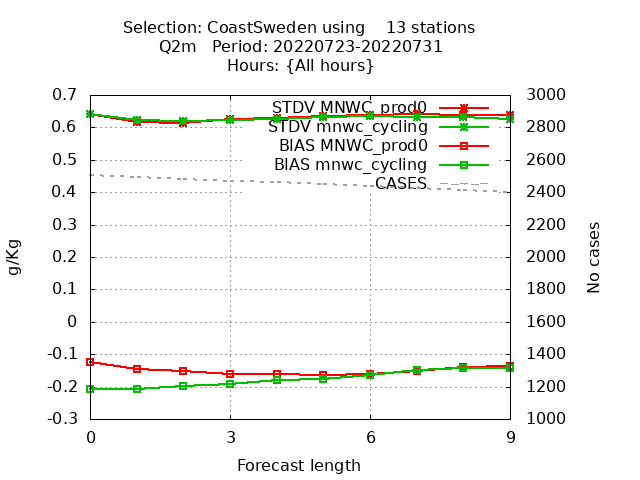 Selection: CoastSweden using    13 stations
Q2m   Period: 20220723-20220731
Hours: {All hours}
0.7
0.6
0.5
0.4
0.3
0.2
0.1
0
-0.1
-0.2
-0.3
g/Kg
STDV MNWC_prod0
STDV mnwc_cycling
BIAS MNWC_prod0
BIAS mnwc_cycling
CASES
3000
2800
2600
2400
2200
2000
1800
1600
1400
1200
1000
No cases
0 3 6 9
Forecast length